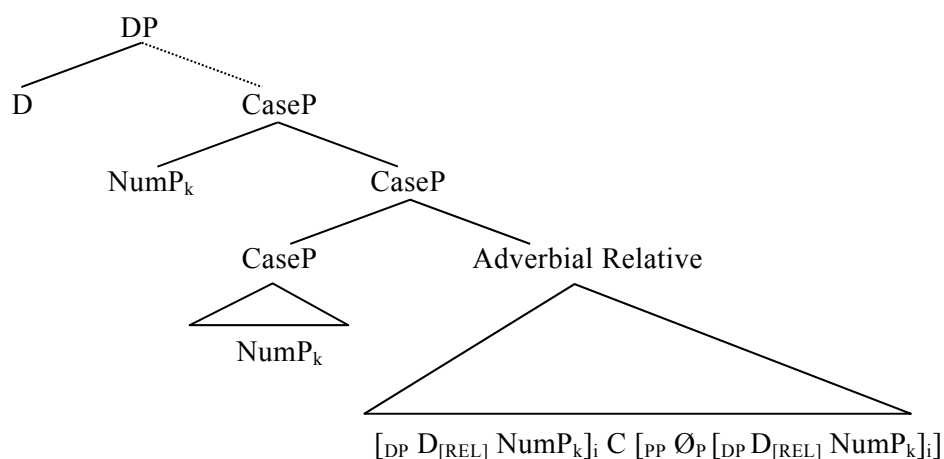 DP
D CaseP
NumPk CaseP
CaseP Adverbial Relative
NumPk
[DP D[REL] NumPk]i C [PP ØP [DP D[REL] NumPk]i]